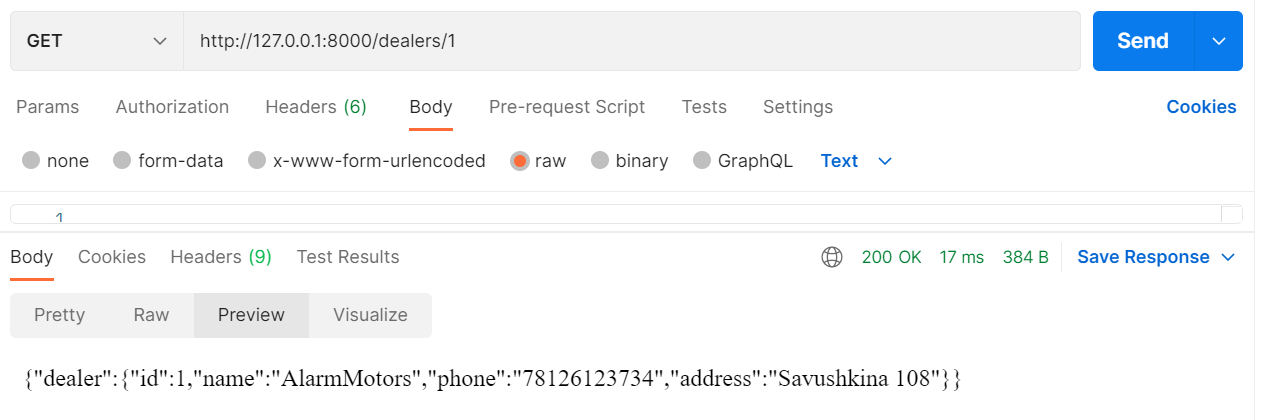 GET http://127.0.0.1:8000/dealers/1 Send
Params Authorization Headers (6) Body Pre-request Script Tests Settings Cookies
none form-data x-www-form-urlencoded raw binary GraphQL Text
1
Body Cookies Headers (9) Test Results 200 OK 17 ms 384 B Save Response
Pretty Raw Preview Visualize
{"dealer":{"id":1,"name":"AlarmMotors","phone":"78126123734","address":"Savushkina 108"}}